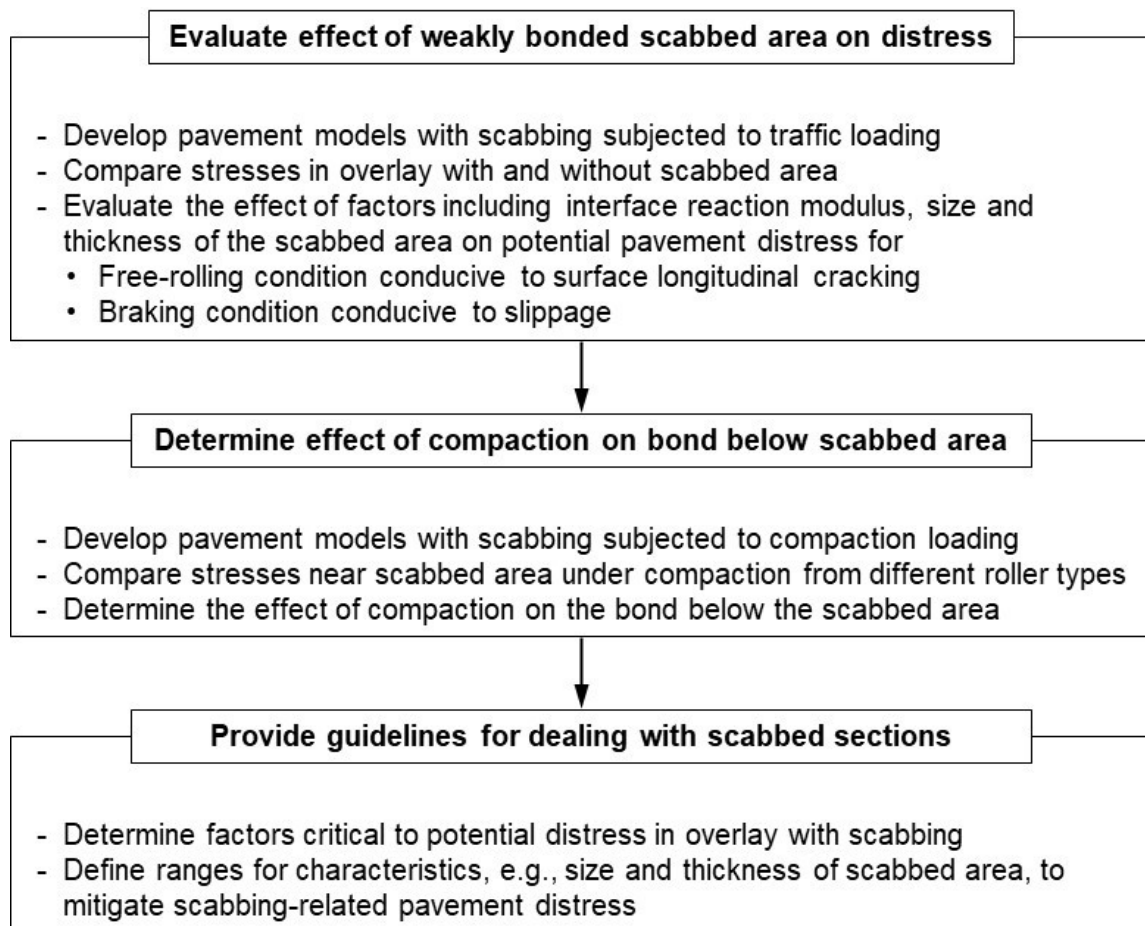 Evaluate effect of weakly bonded scabbed area on distress
- Develop pavement models with scabbing subjected to traffic loading
- Compare stresses in overlay with and without scabbed area
- Evaluate the effect of factors including interface reaction modulus, size and
thickness of the scabbed area on potential pavement distress for
• Free-rolling condition conducive to surface longitudinal cracking
• Braking condition conducive to slippage
Determine effect of compaction on bond below scabbed area
- Develop pavement models with scabbing subjected to compaction loading
- Compare stresses near scabbed area under compaction from different roller types
- Determine the effect of compaction on the bond below the scabbed area
Provide guidelines for dealing with scabbed sections
- Determine factors critical to potential distress in overlay with scabbing
- Define ranges for characteristics, e.g., size and thickness of scabbed area, to
mitigate scabbing-related pavement distress